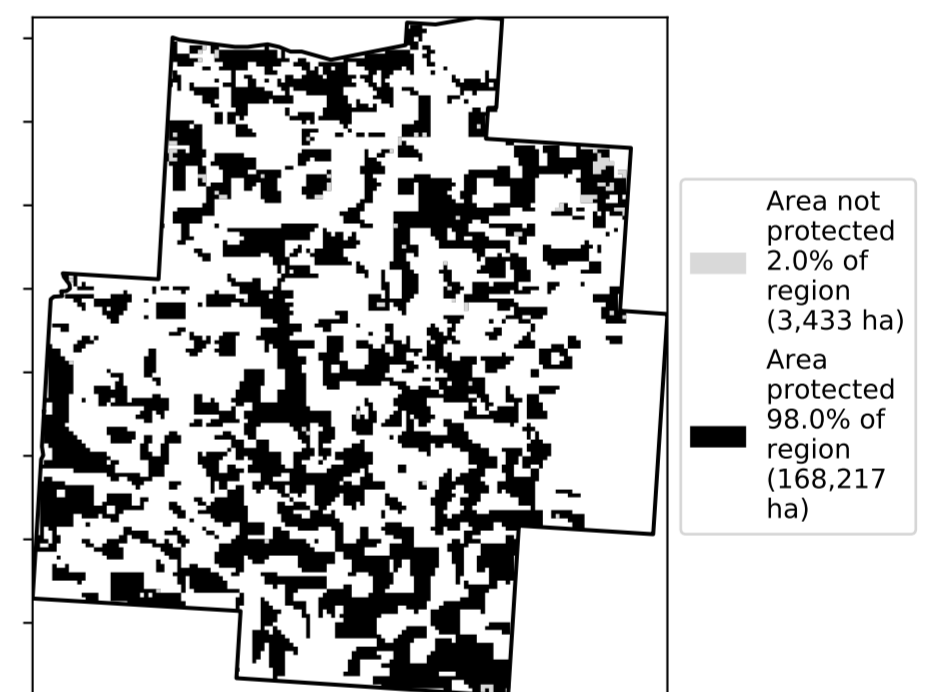 Area not
protected
2.0% of
region
(3,433 ha)
Area
protected
98.0% of
region
(168,217
ha)